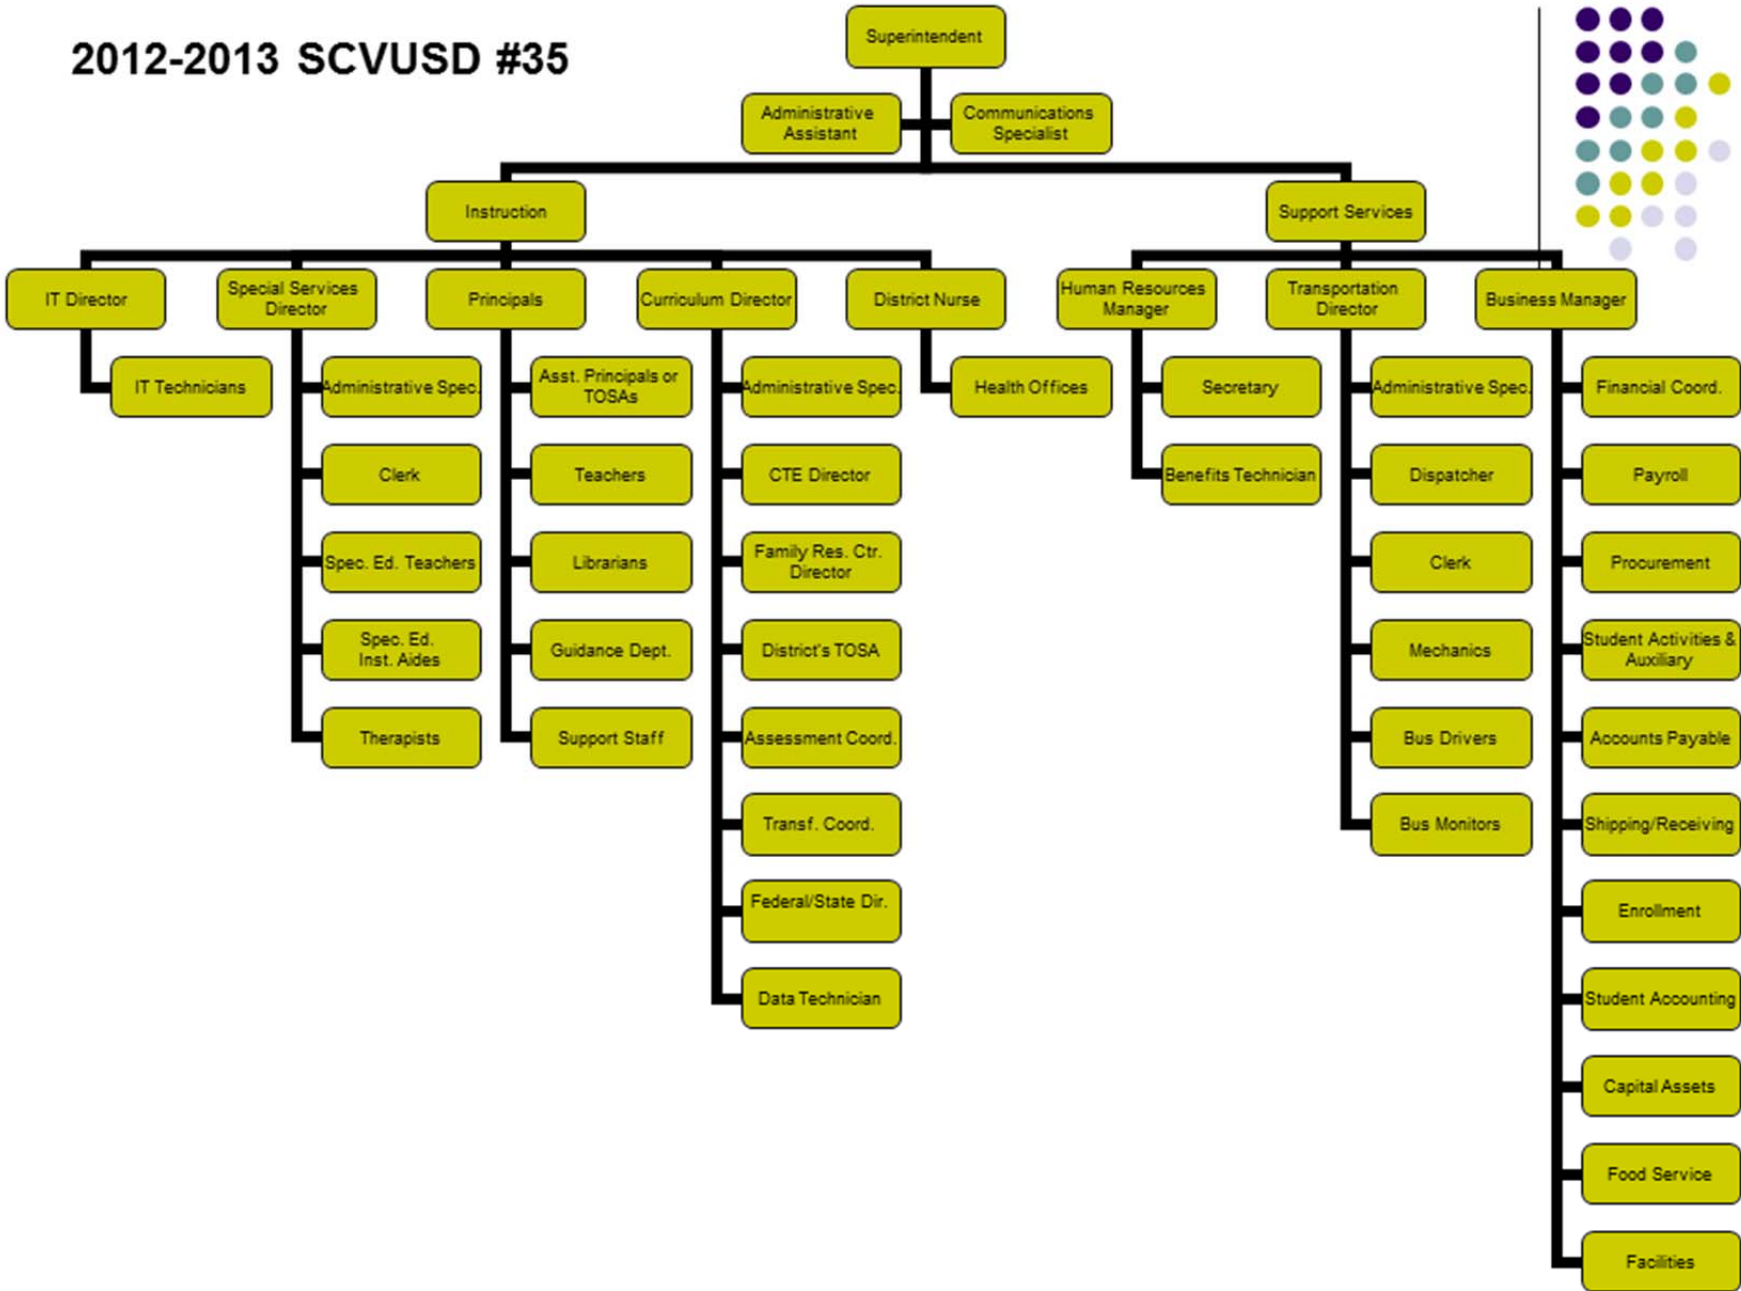 2012-2013 SCVUSD #35
Superintendent
Administrative
Assistant
Communications
Specialist
Instruction
Support Services
IT Director
Special Services
Director
Principals
Curriculum Director
District Nurse
Human Resources
Manager
Transportation
Director
Business Manager
IT Technicians
Administrative Spec.
Clerk
Spec. Ed. Teachers
Spec. Ed.
Inst. Aides
Therapists
Asst. Principals or
TOSAs
Teachers
Librarians
Guidance Dept.
Support Staff
Administrative Spec.
CTE Director
Family Res. Ctr.
Director
District's TOSA
Assessment Coord.
Transf. Coord.
Federal/State Dir.
Data Technician
Health Offices
Secretary
Benefits Technician
Administrative Spec.
Dispatcher
Clerk
Mechanics
Bus Drivers
Bus Monitors
Financial Coord.
Payroll
Procurement
Student Activities &
Auxiliary
Accounts Payable
Shipping/Receiving
Enrollment
Student Accounting
Capital Assets
Food Service
Facilities